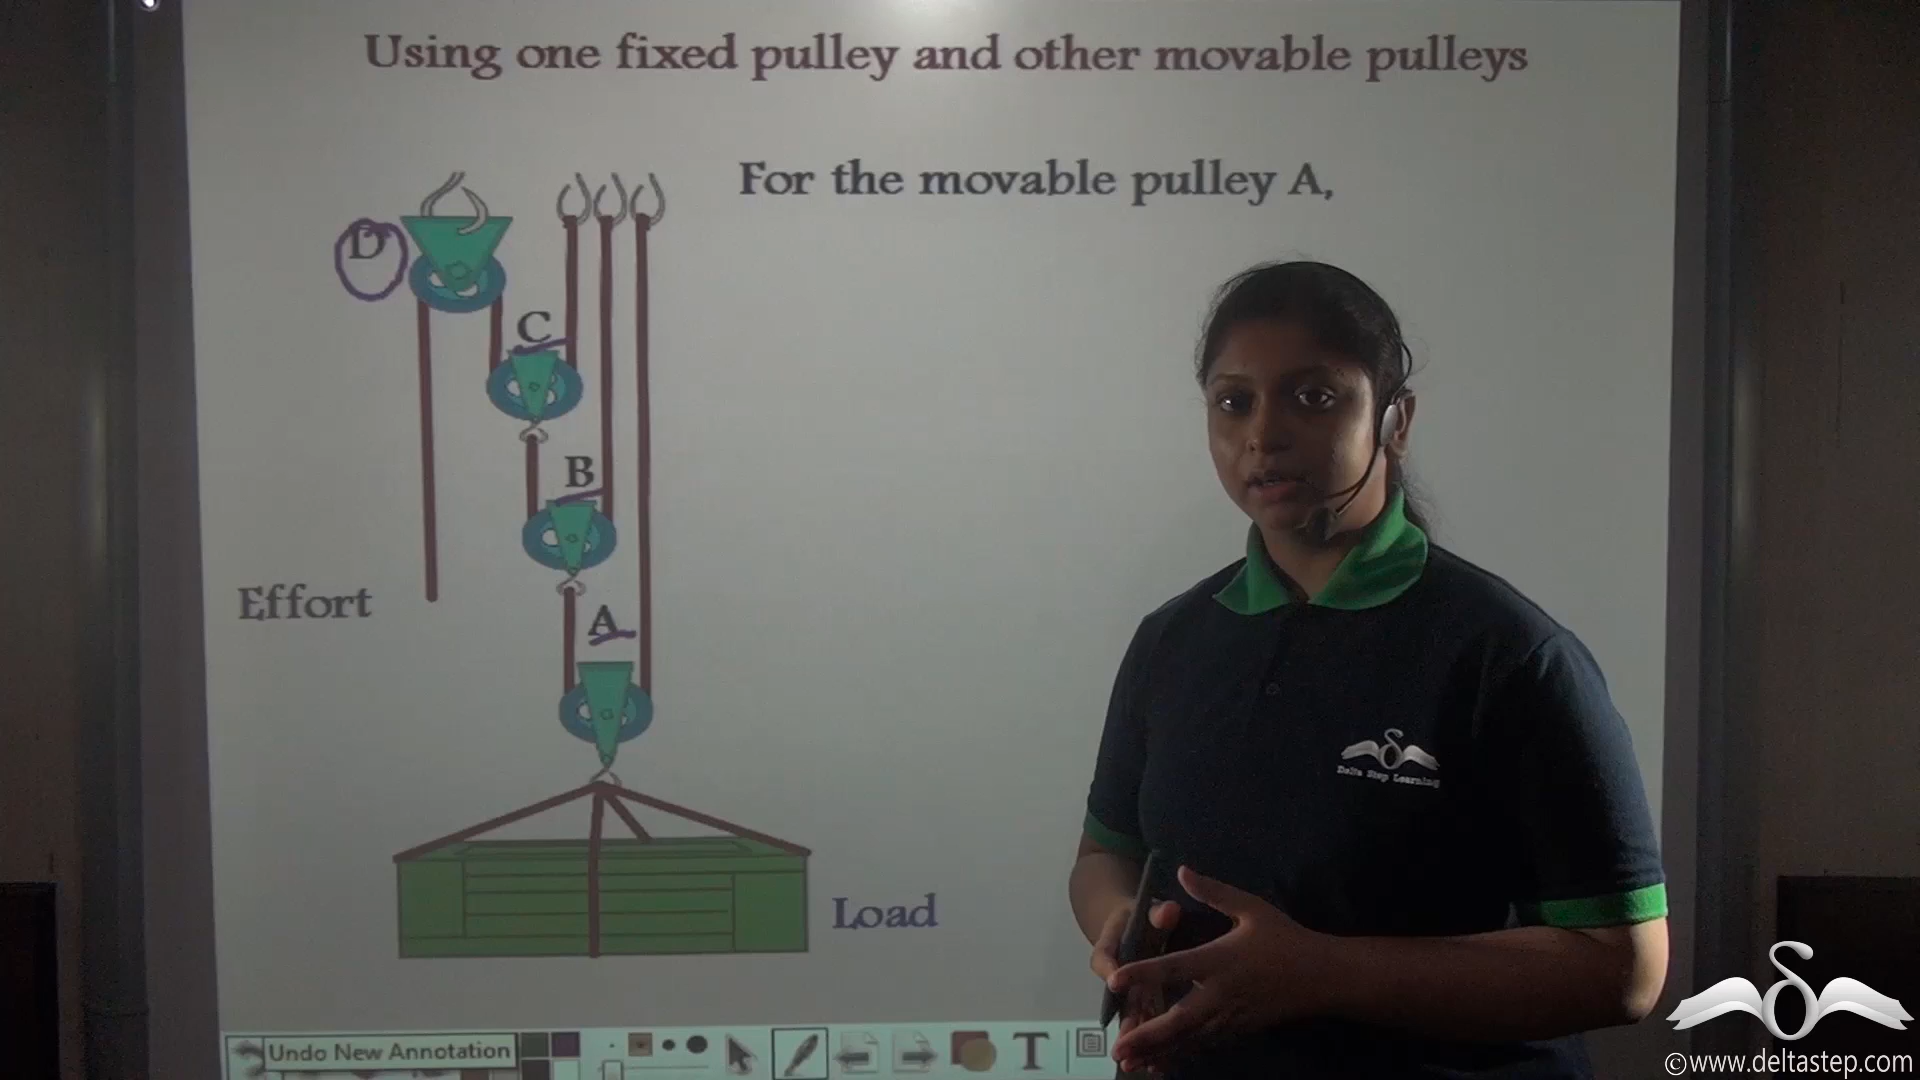 Using one fixed pulley and other movable pulleys
For the movable pulley A,
D
C
B
Effort
A
Load
Delta Step Learning
Undo New Annotation
T
©www.deltastep.com